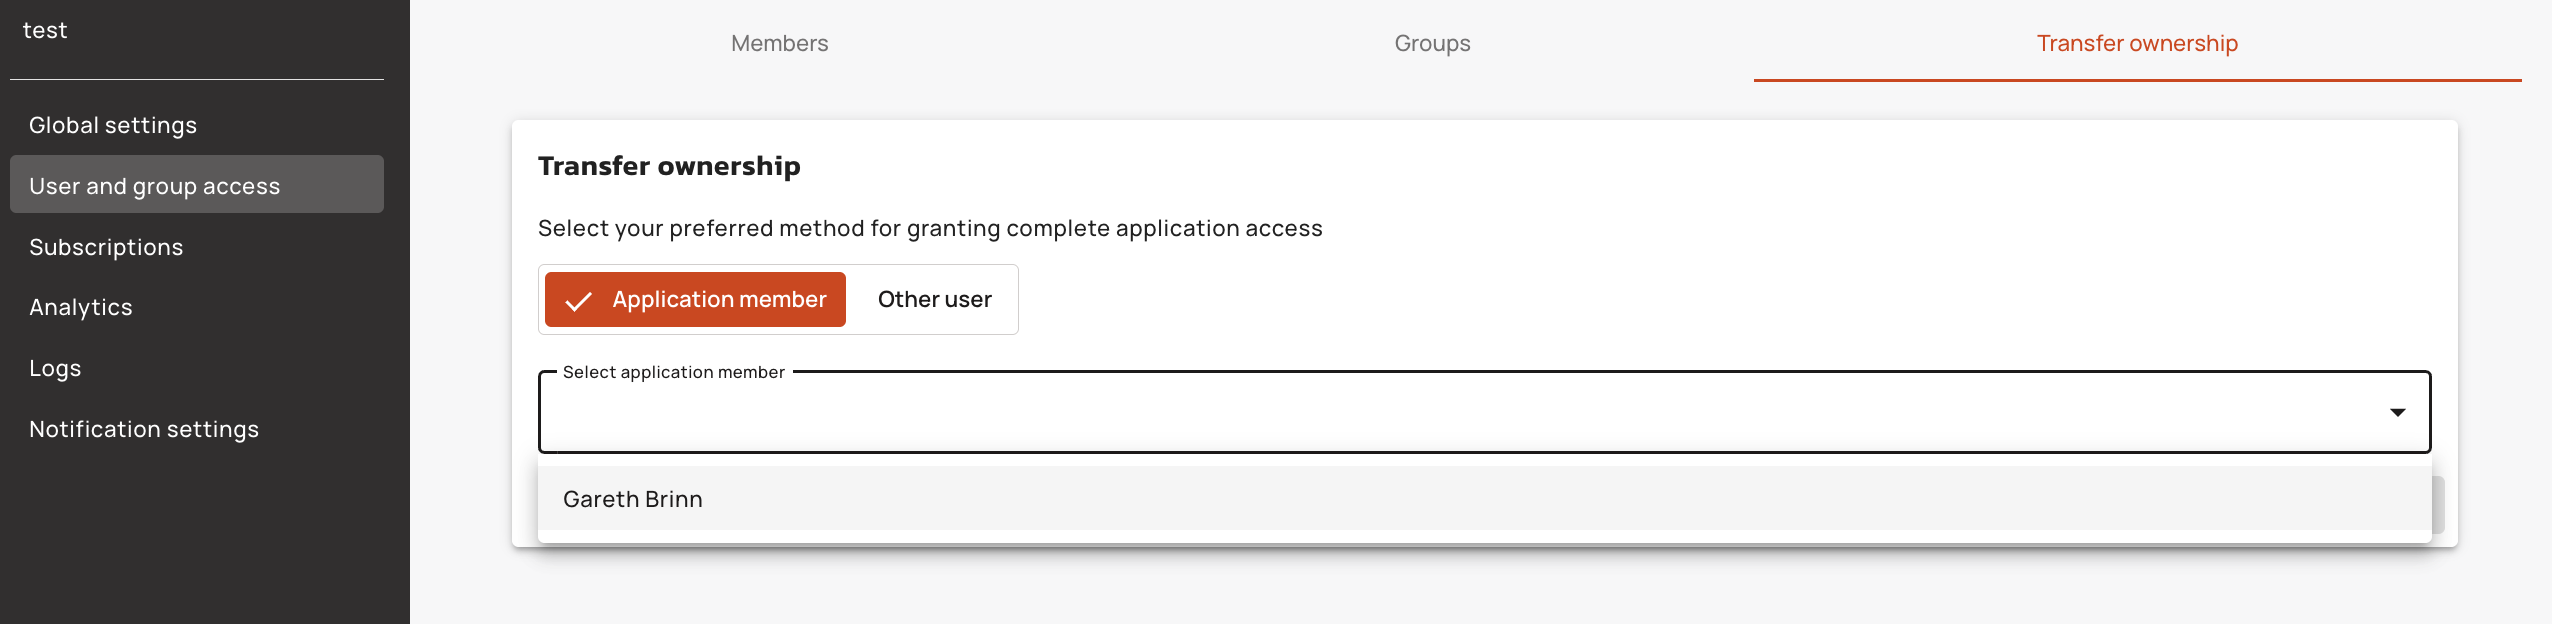 test
Global settings
User and group access
Subscriptions
Analytics
Logs
Notification settings
Members
Groups
Transfer ownership
Transfer ownership
Select your preferred method for granting complete application access
Application member
Other user
Select application member
Gareth Brinn